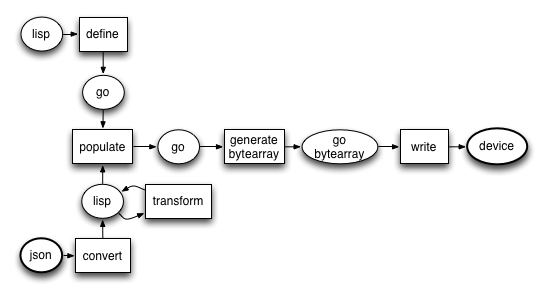 lisp
define
go
populate
go
generate
bytearray
go
bytearray
write
device
lisp
transform
json
convert